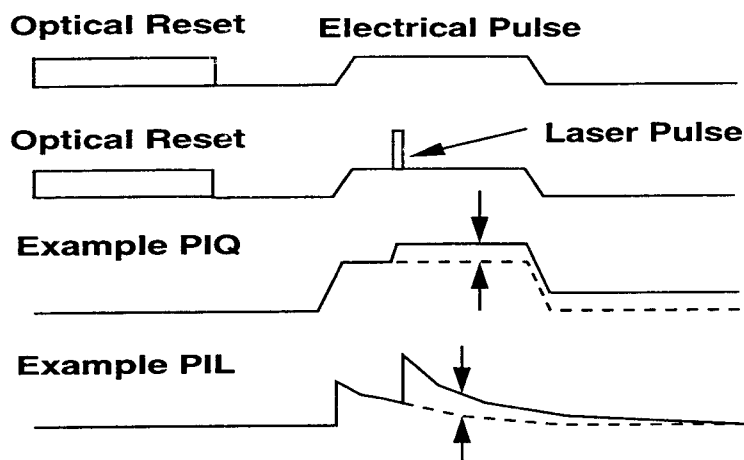 Optical Reset Electrical Pulse
Optical Reset Laser Pulse
Example PIQ
Example PIL